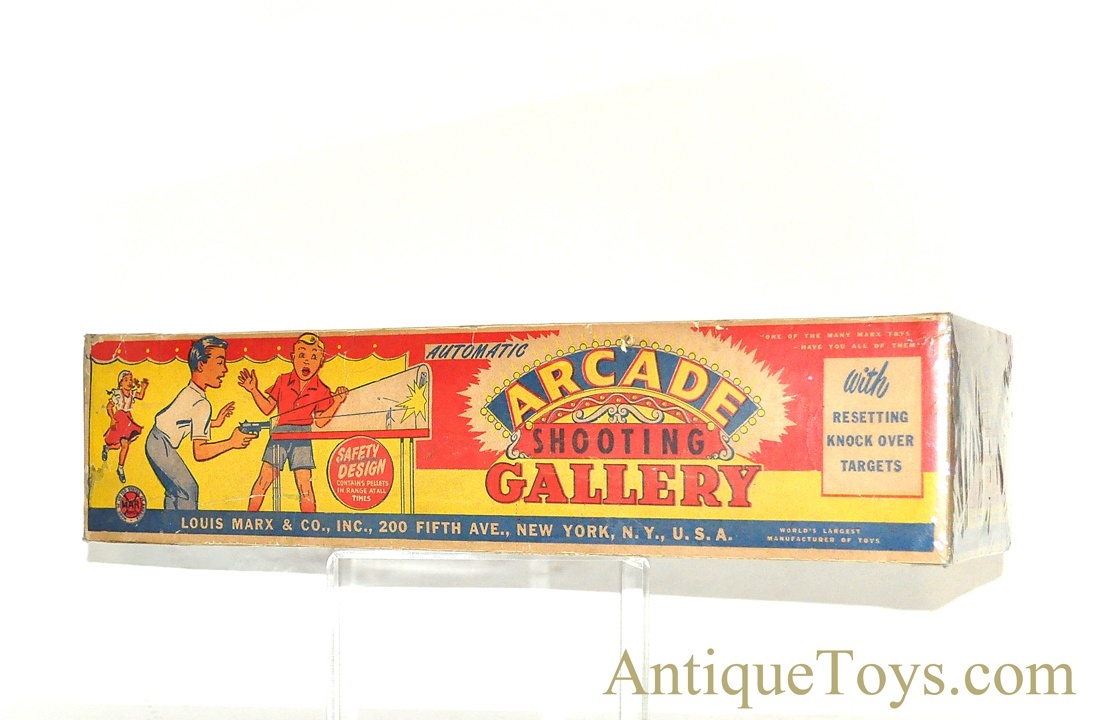 AUTOMATIC
ARCADE
SHOOTING
GALLERY
"ONE OF THE MANY MARX TOYS
- HAVE YOU ALL OF THEM"
with
RESETTING
KNOCK OVER
TARGETS
SAFETY
DESIGN
CONTAINS PELLETS
IN RANGE AT ALL
TIMES
MAR
LOUIS MARX & CO., INC., 200 FIFTH AVE., NEW YORK, N. Y., U. S. A.
WORLD'S LARGEST
MANUFACTURER OF TOYS
AntiqueToys.com